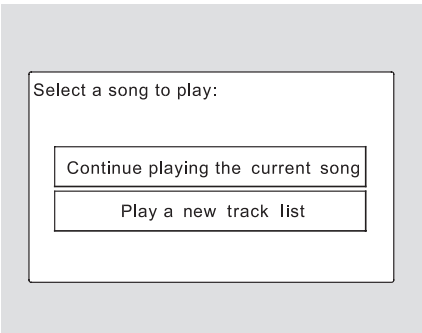 Select a song to play:
Continue playing the current song
Play a new track list